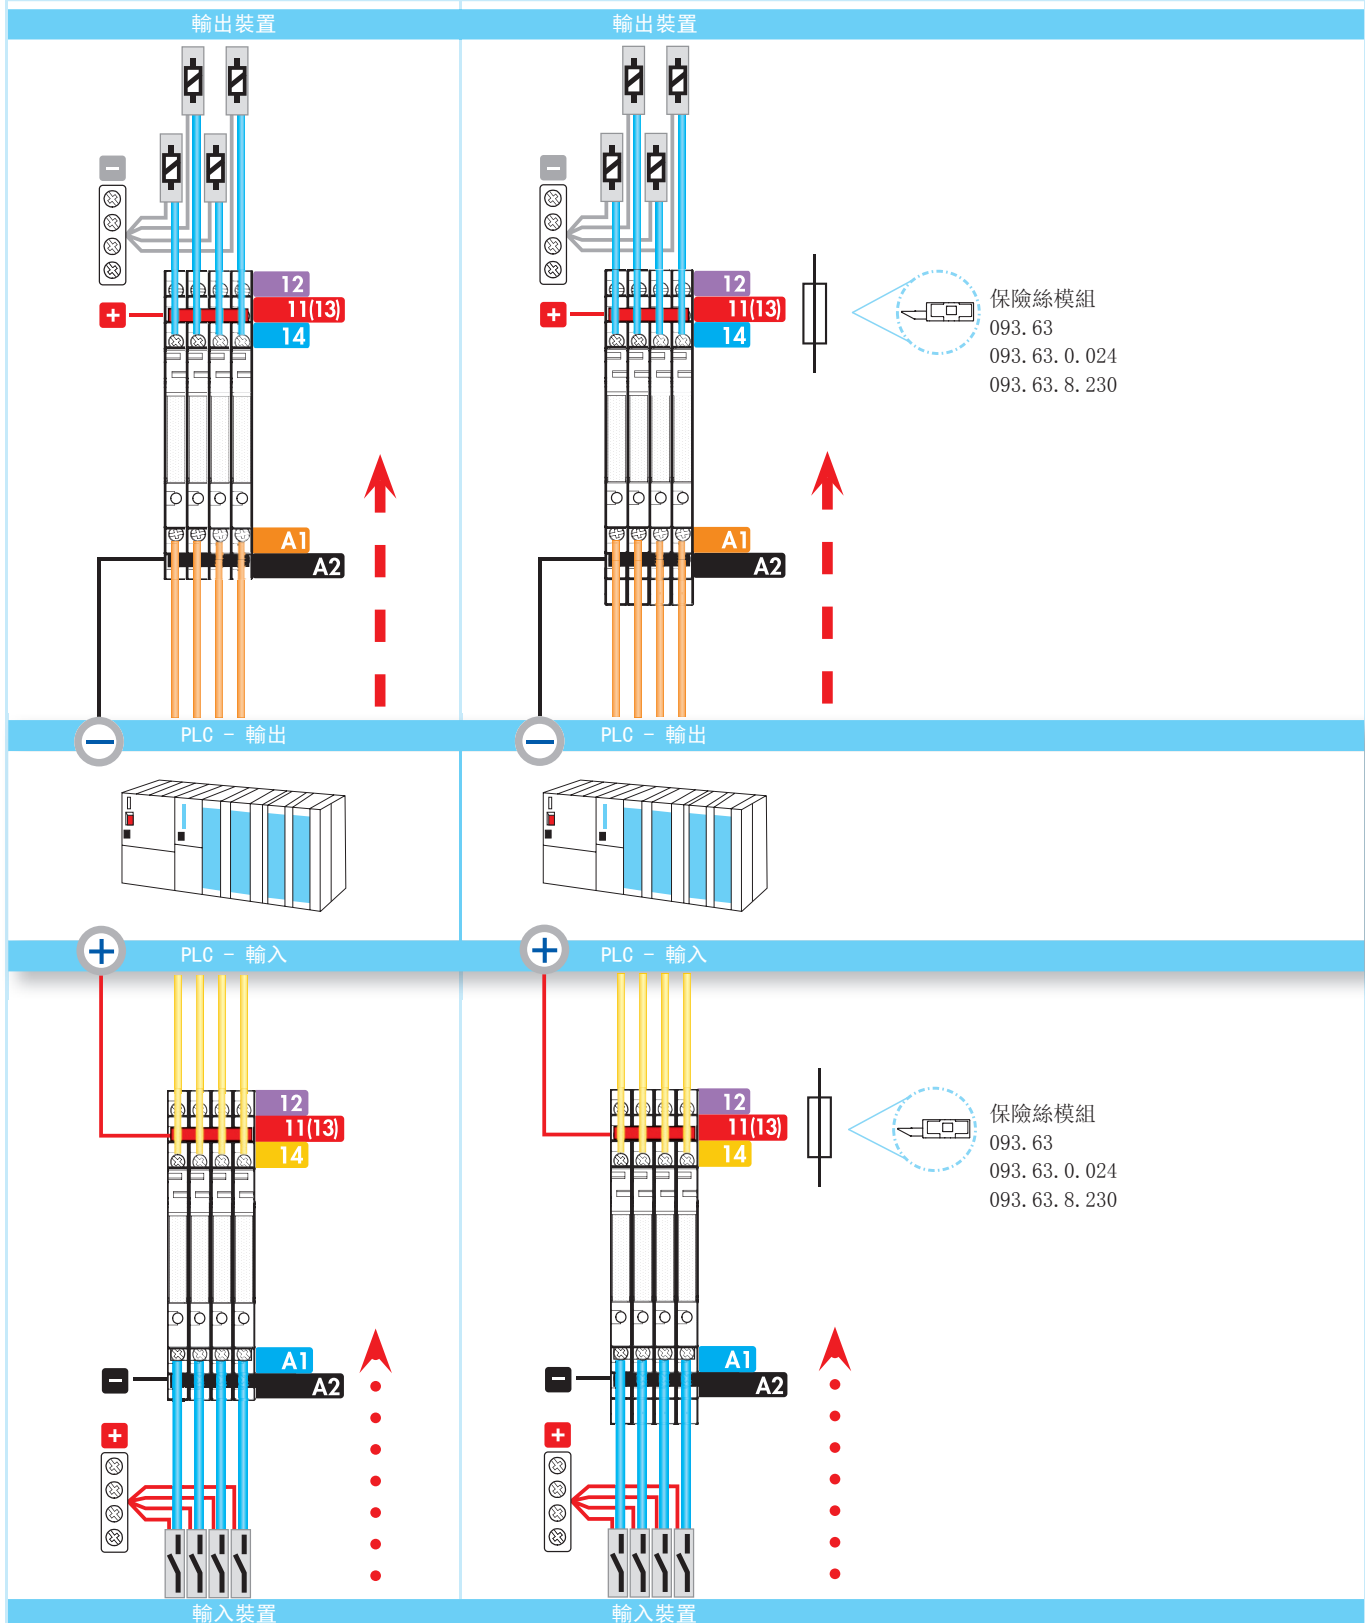 輸出裝置
輸出裝置
−
12
+
11(13)
14
A1
A2
−
12
+
11(13)
14
A1
A2
保險絲模組
093.63
093.63.0.024
093.63.8.230
−
PLC - 輸出
−
PLC - 輸出
+
PLC - 輸入
+
PLC - 輸入
12
11(13)
14
A1
−
A2
+
12
11(13)
14
A1
−
A2
+
保險絲模組
093.63
093.63.0.024
093.63.8.230
輸入裝置
輸入裝置